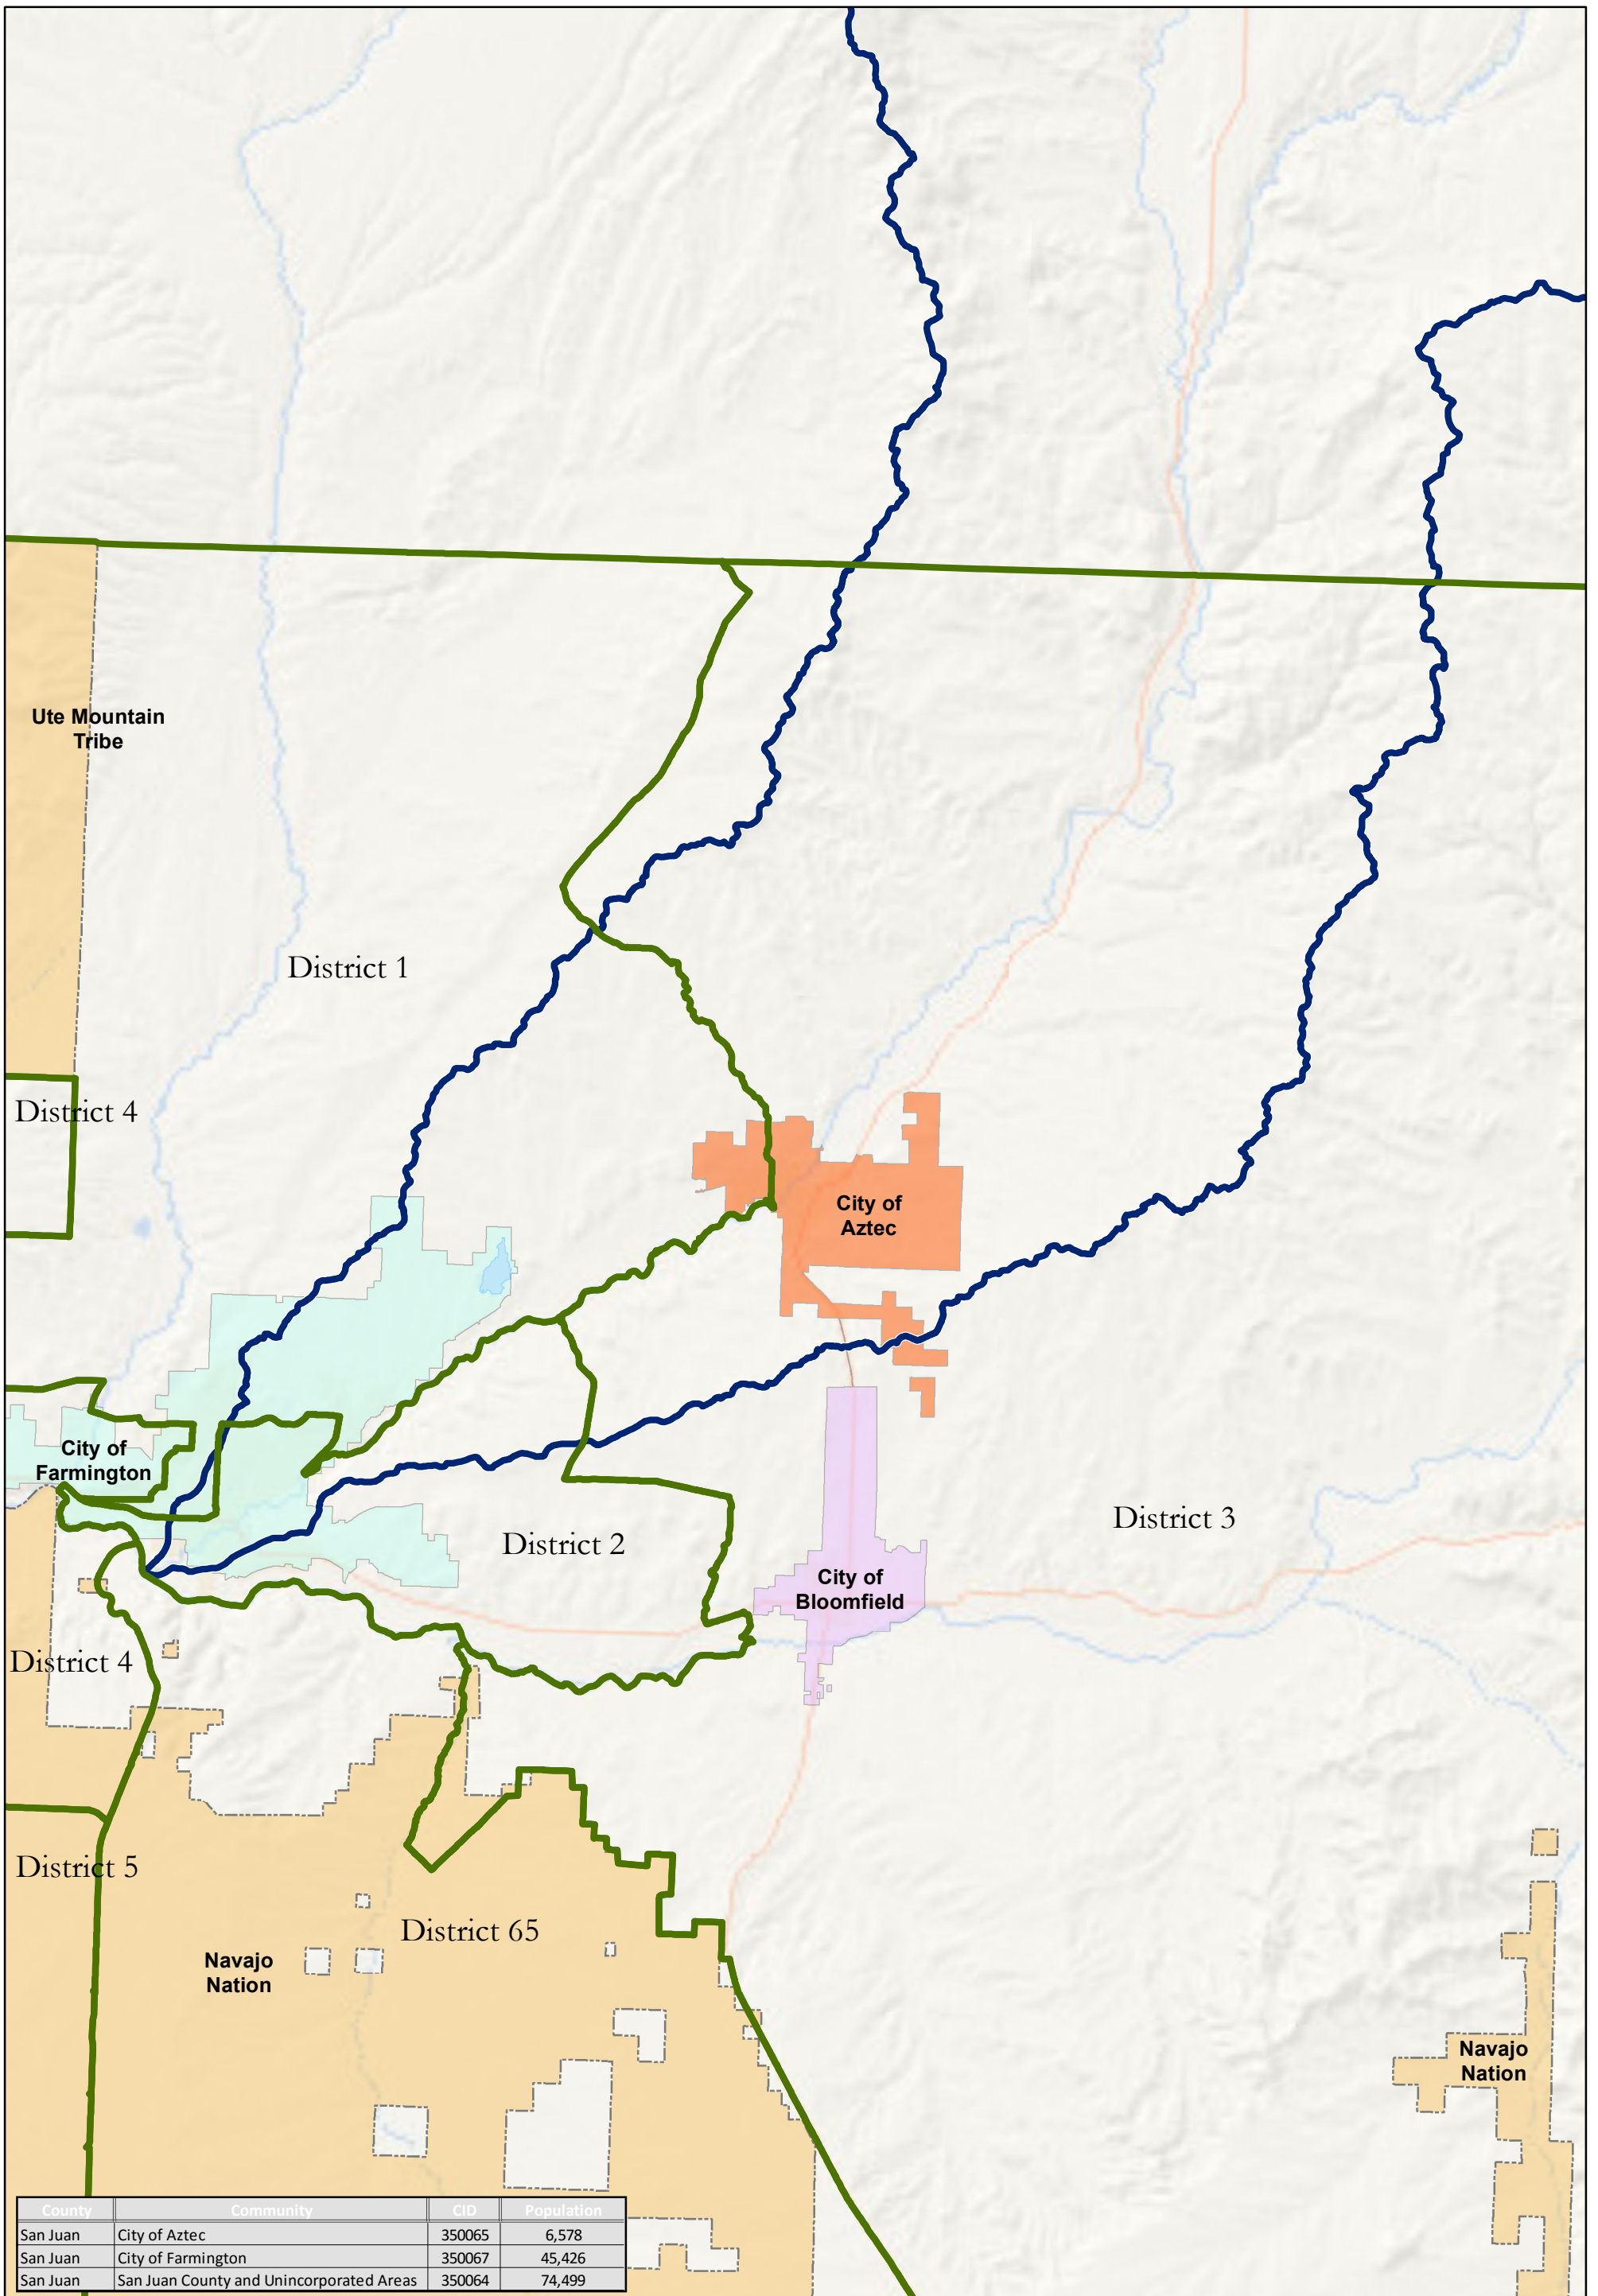 Ute Mountain
Tribe
District 1
District 4
City of
Aztec
City of
Farmington
District 3
District 2
City of
Bloomfield
District 4
District 5
District 65
Navajo
Nation
Navajo
Nation
County Community CID Population
San Juan City of Aztec 350065 6,578
San Juan City of Farmington 350067 45,426
San Juan San Juan County and Unincorporated Areas 350064 74,499